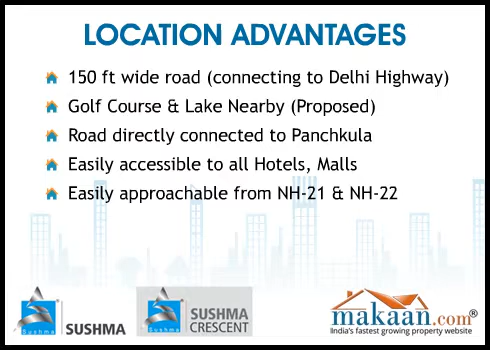 LOCATION ADVANTAGES
150 ft wide road (connecting to Delhi Highway)
Golf Course & Lake Nearby (Proposed)
Road directly connected to Panchkula
Easily accessible to all Hotels, Malls
Easily approachable from NH-21 & NH-22
Sushma
SUSHMA
Sushma
SUSHMA
CRESCENT
makaan.com®
India's fastest growing property website